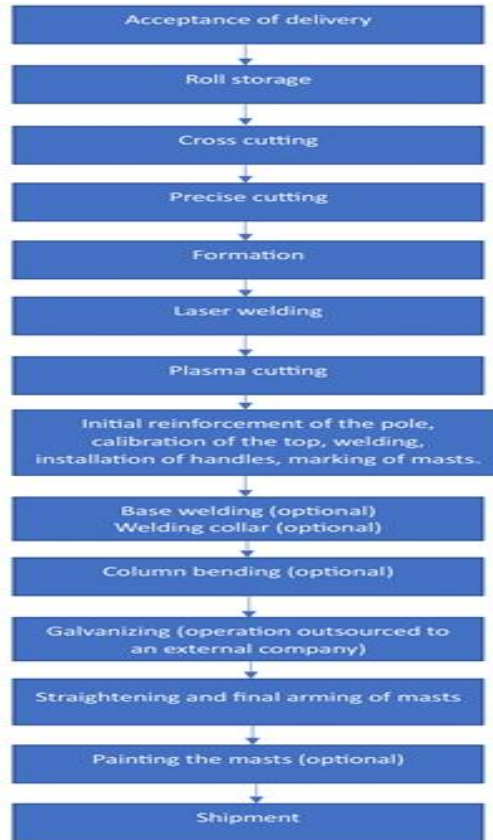 Acceptance of delivery
Roll storage
Cross cutting
Precise cutting
Formation
Laser welding
Plasma cutting
Initial reinforcement of the pole,
calibration of the top, welding,
installation of handles, marking of masts.
Base welding (optional)
Welding collar (optional)
Column bending (optional)
Galvanizing (operation outsourced to
an external company)
Straightening and final arming of masts
Painting the masts (optional)
Shipment